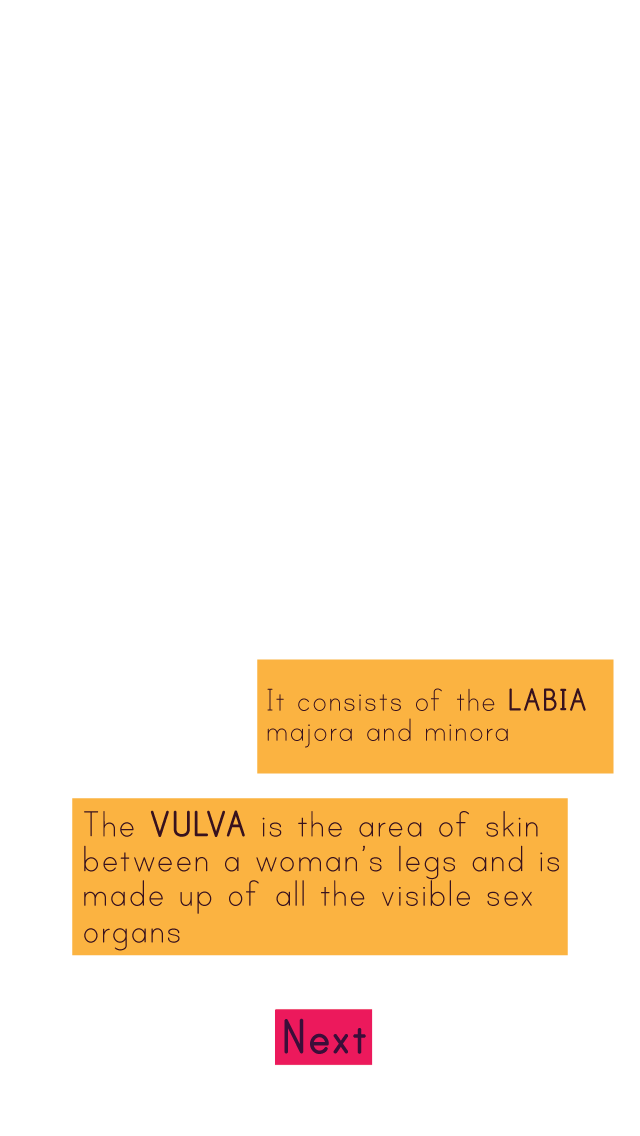 It consists of the LABIA
majora and minora
The VULVA is the area of skin
between a woman's legs and is
made up of all the visible sex
organs
Next